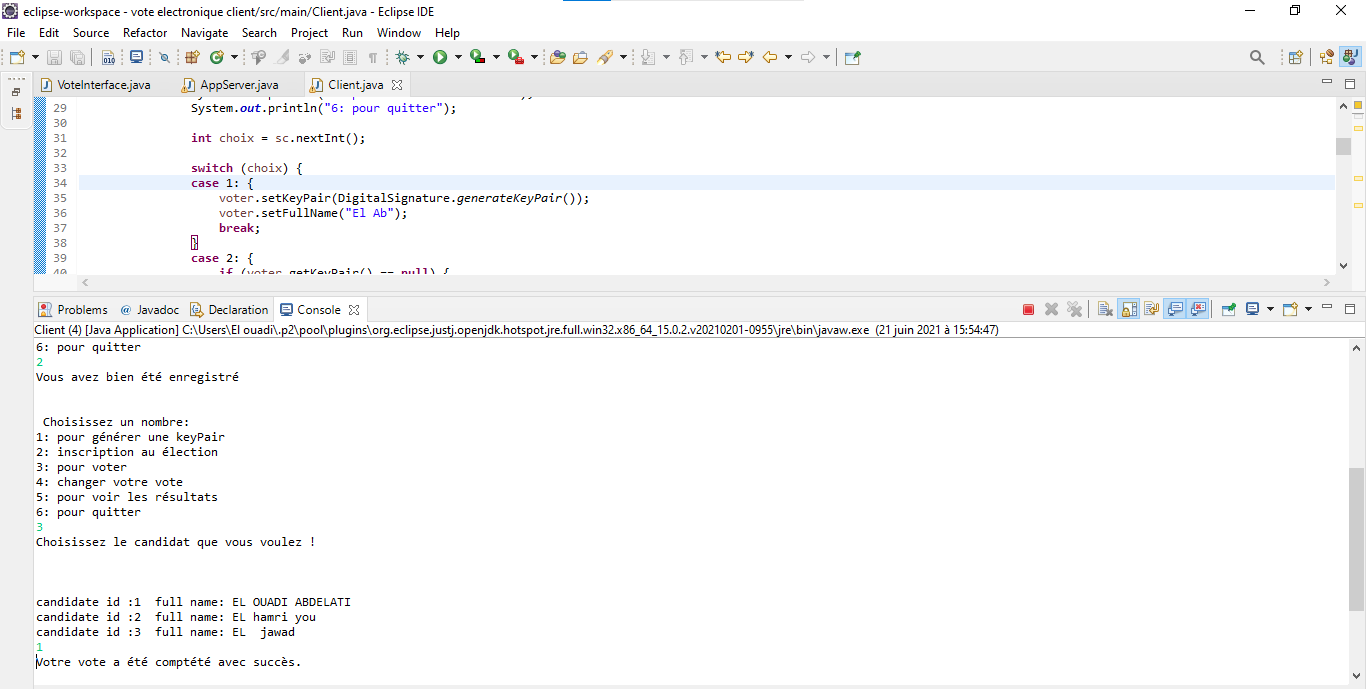 eclipse-workspace - vote electronique client/src/main/Client.java - Eclipse IDE
File Edit Source Refactor Navigate Search Project Run Window Help
VoteInterface.java AppServer.java Client.java
29 System.out.println("6: pour quitter");
30
31 int choix = sc.nextInt();
32
33 switch (choix) {
34 case 1: {
35 voter.setKeyPair(DigitalSignature.generateKeyPair());
36 voter.setFullName("El Ab");
37 break;
38 }
39 case 2: {
40 if (voter.getKeyPair() == null) {
Problems @ Javadoc Declaration Console
Client (4) [Java Application] C:\Users\El ouadi\.p2\pool\plugins\org.eclipse.justj.openjdk.hotspot.jre.full.win32.x86_64_15.0.2.v20210201-0955\jre\bin\javaw.exe (21 juin 2021 à 15:54:47)
6: pour quitter
2
Vous avez bien été enregistré
Choisissez un nombre:
1: pour générer une keyPair
2: inscription au élection
3: pour voter
4: changer votre vote
5: pour voir les résultats
6: pour quitter
3
Choisissez le candidat que vous voulez !
candidate id :1 full name: EL OUADI ABDELATI
candidate id :2 full name: EL hamri you
candidate id :3 full name: EL jawad
1
Votre vote a été comptété avec succès.